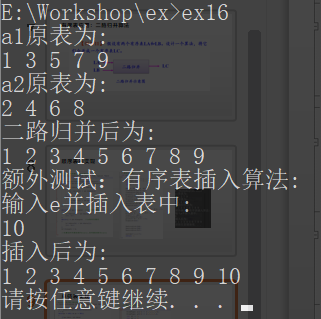 E:\Workshop\ex>ex16
a1原表为:
1 3 5 7 9
a2原表为:
2 4 6 8
二路归并后为:
1 2 3 4 5 6 7 8 9
额外测试：有序表插入算法:
输入e并插入表中:
10
插入后为:
1 2 3 4 5 6 7 8 9 10
请按任意键继续. . .